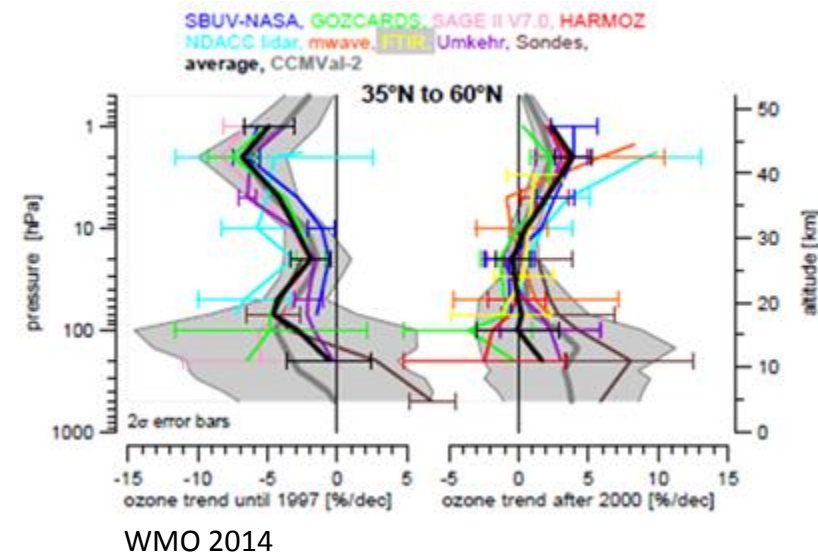 SBUV-NASA, GOZCARDS, SAGE II V7.0, HARMOZ
NDACC lidar, mwave, FTIR, Umkehr, Sondes,
average, CCMVal-2
35°N to 60°N
pressure [hPa]
1
10
100
1000
2σ error bars
50
40
30
20
10
0
altitude [km]
-15 -10 -5 0 5
-5 0 5 10 15
ozone trend until 1997 [%/dec]
ozone trend after 2000 [%/dec]
WMO 2014